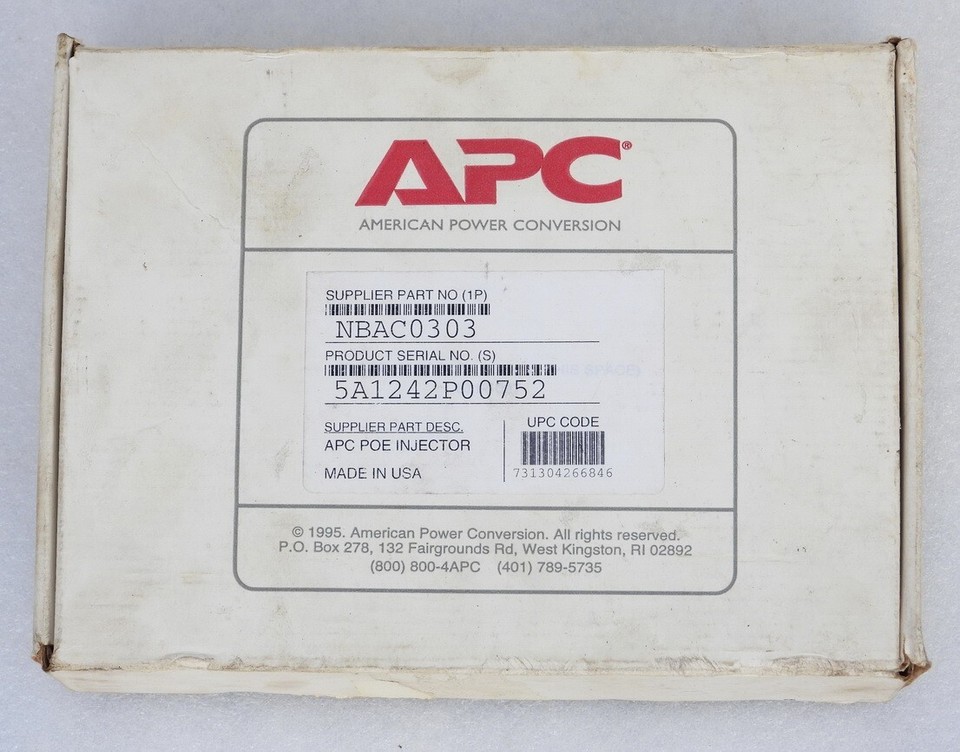 APC®
AMERICAN POWER CONVERSION
SUPPLIER PART NO (1P)
NBAC0303
PRODUCT SERIAL NO. (S)
5A1242P00752
SUPPLIER PART DESC.
APC POE INJECTOR
MADE IN USA
UPC CODE
731304266846
© 1995. American Power Conversion. All rights reserved.
P.O. Box 278, 132 Fairgrounds Rd, West Kingston, RI 02892
(800) 800-4APC (401) 789-5735